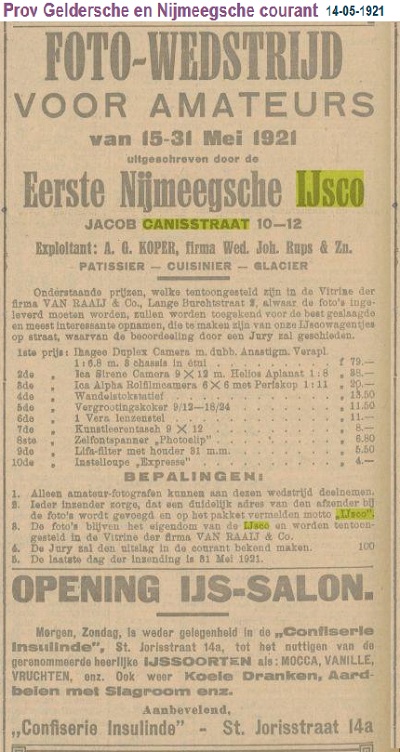 Prov Geldersche en Nijmeegsche courant 14-05-1921
FOTO-WEDSTRIJD
VOOR AMATEURS
van 15-31 Mei 1921
uitgeschreven door de
Eerste Nijmeegsche IJsco
JACOB CANISSTRAAT 10—12
Exploitant: A. G. KOPER, firma Wed. Joh. Rups & Zn.
PATISSIER — CUISINIER — GLACIER
Onderstaande prijzen, welke tentoongesteld zijn in de Vitrine der
firma VAN RAAIJ & Co., Lange Burchtstraat 2, alwaar de foto's inge-
leverd moeten worden, zullen worden toegekend voor de best geslaagde
en meest interessante opnamen, die te maken zijn van onze IJscowagentjes
op straat, waarvan de beoordeeling door een Jury zal geschieden.
1ste prijs: Ihagee Duplex Camera m. dubb. Anastigm. Verapl.
1:6.8 m. 3 chassis in étui f 79.—
2de „ Ica Sirene Camera 9×12 m. Helios Aplanat 1:8 „ 38.—
3de „ Ica Alpha Rolfilmcamera 6×6 met Periskop 1:11 „ 20.—
4de „ Wandelstokstatief „ 13.50
5de „ Vergrootingskoker 9/12—18/24 „ 11.50
6de „ 1 Vera lenzenstel „ 11.—
7de „ Kunstleerentasch 9×12 „ 8.—
8ste „ Zelfontspanner „Photoclip” „ 6.80
9de „ Lifa-filter met houder 31 m.m. „ 5.50
10de „ Instelloupe „Expresse” „ 4.—
BEPALINGEN:
1. Alleen amateur-fotografen kunnen aan dezen wedstrijd deelnemen.
2. Ieder inzender zorge, dat een duidelijk adres van den afzender bij
de foto's wordt gevoegd en op het pakket vermelden motto „IJsco”.
3. De foto's blijven het eigendom van de IJsco en worden tentoon-
gesteld in de Vitrine der firma VAN RAAIJ & Co.
4. De Jury zal den uitslag in de courant bekend maken. 100
5. De laatste dag der inzending is 31 Mei 1921.
OPENING IJS-SALON.
Morgen, Zondag, is weder gelegenheid in de „Confiserie
Insulinde”, St. Jorisstraat 14a, tot het nuttigen van de
gerenommeerde heerlijke IJSSOORTEN als: MOCCA, VANILLE,
VRUCHTEN, enz. Ook weer Koele Dranken, Aard-
beien met Slagroom enz.
Aanbevelend,
„Confiserie Insulinde” - St. Jorisstraat 14a